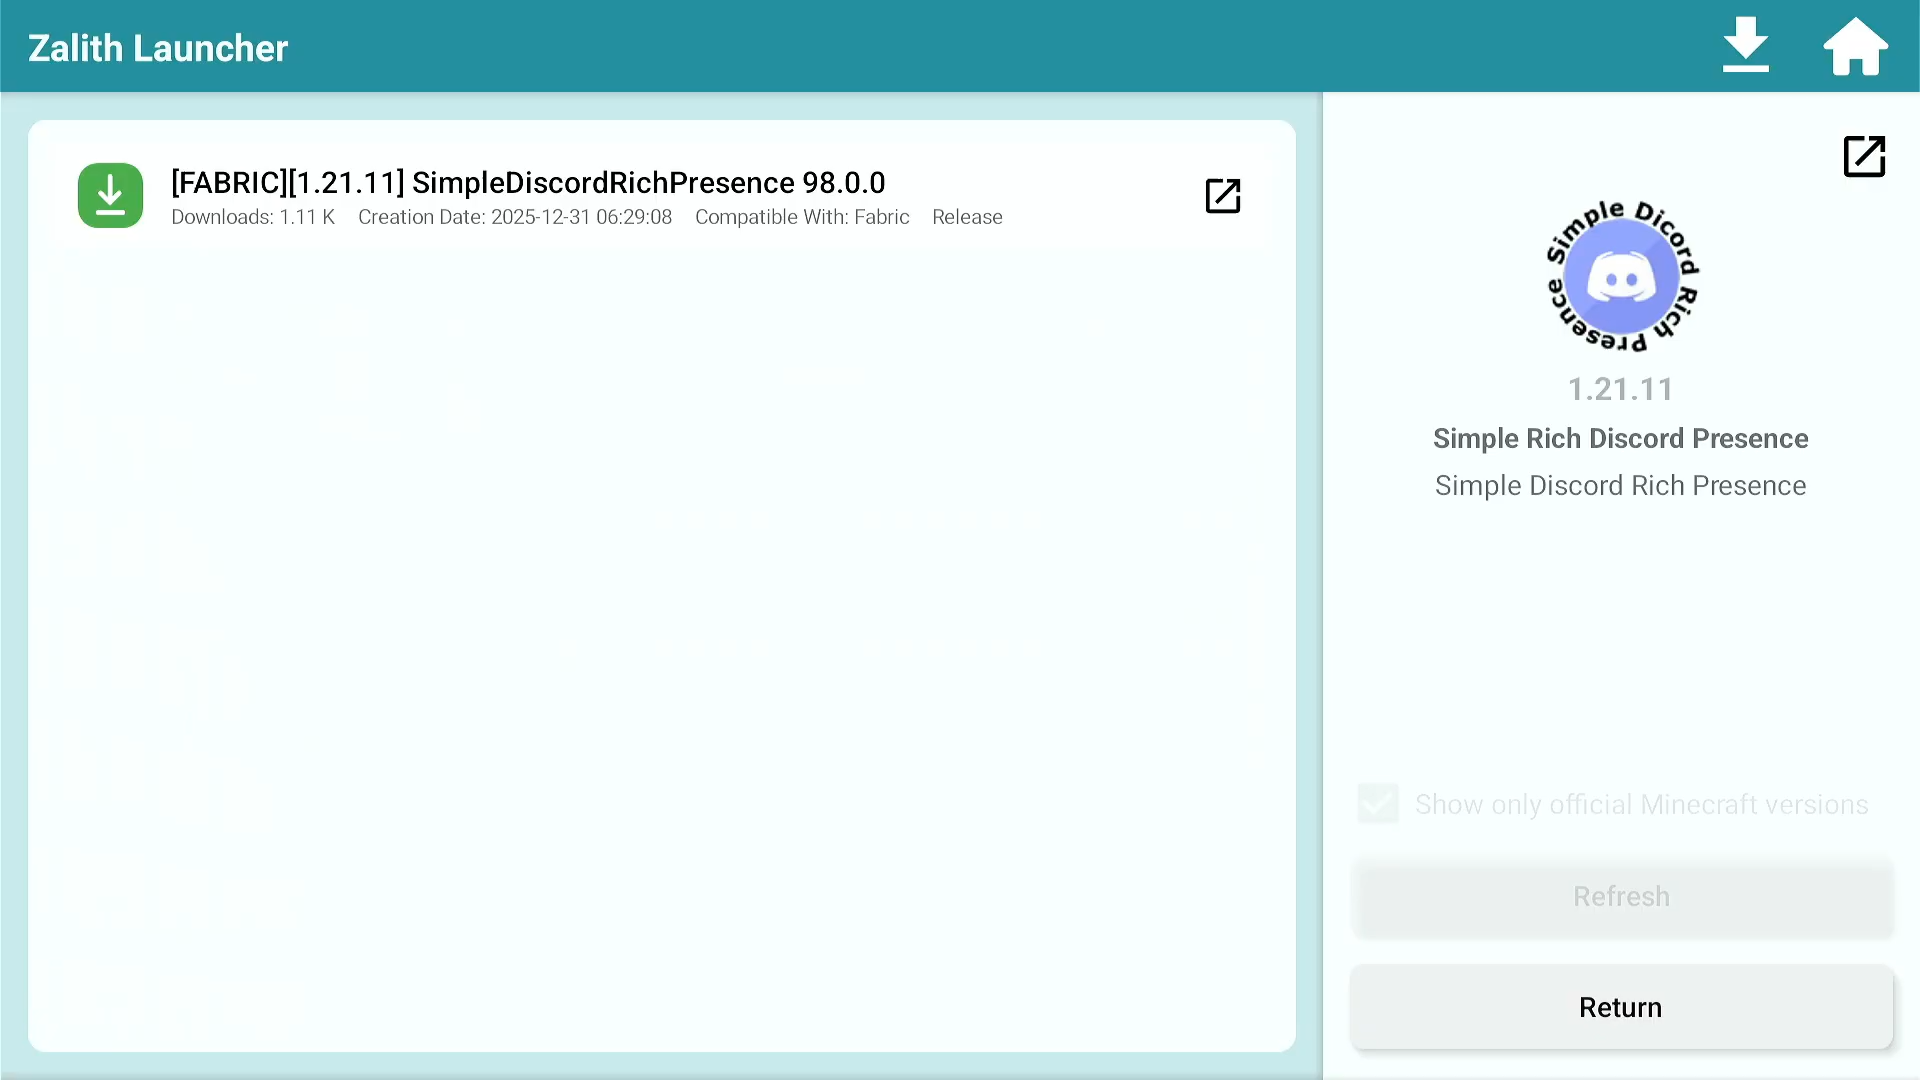 Zalith Launcher
[FABRIC][1.21.11] SimpleDiscordRichPresence 98.0.0
Downloads: 1.11 K Creation Date: 2025-12-31 06:29:08 Compatible With: Fabric Release
Simple Dicord Rich Presence
1.21.11
Simple Rich Discord Presence
Simple Discord Rich Presence
Show only official Minecraft versions
Refresh
Return